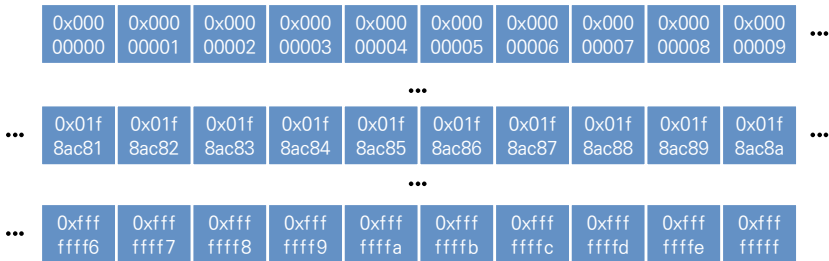 0x000 0x000 0x000 0x000 0x000 0x000 0x000 0x000 0x000 0x000
00000 00001 00002 00003 00004 00005 00006 00007 00008 00009 ...
...
0x01f 0x01f 0x01f 0x01f 0x01f 0x01f 0x01f 0x01f 0x01f 0x01f
... 8ac81 8ac82 8ac83 8ac84 8ac85 8ac86 8ac87 8ac88 8ac89 8ac8a ...
...
0xfff 0xfff 0xfff 0xfff 0xfff 0xfff 0xfff 0xfff 0xfff 0xfff
... ffff6 ffff7 ffff8 ffff9 ffffa ffffb ffffc ffffd ffffe fffff